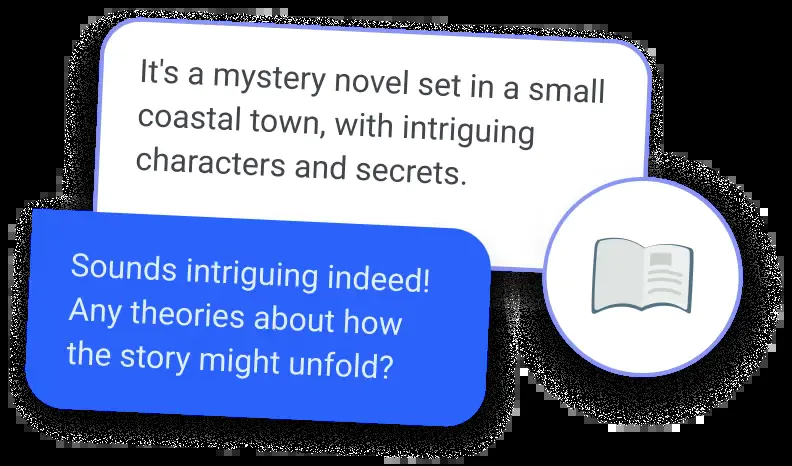 It's a mystery novel set in a small
coastal town, with intriguing
characters and secrets.
Sounds intriguing indeed!
Any theories about how
the story might unfold?